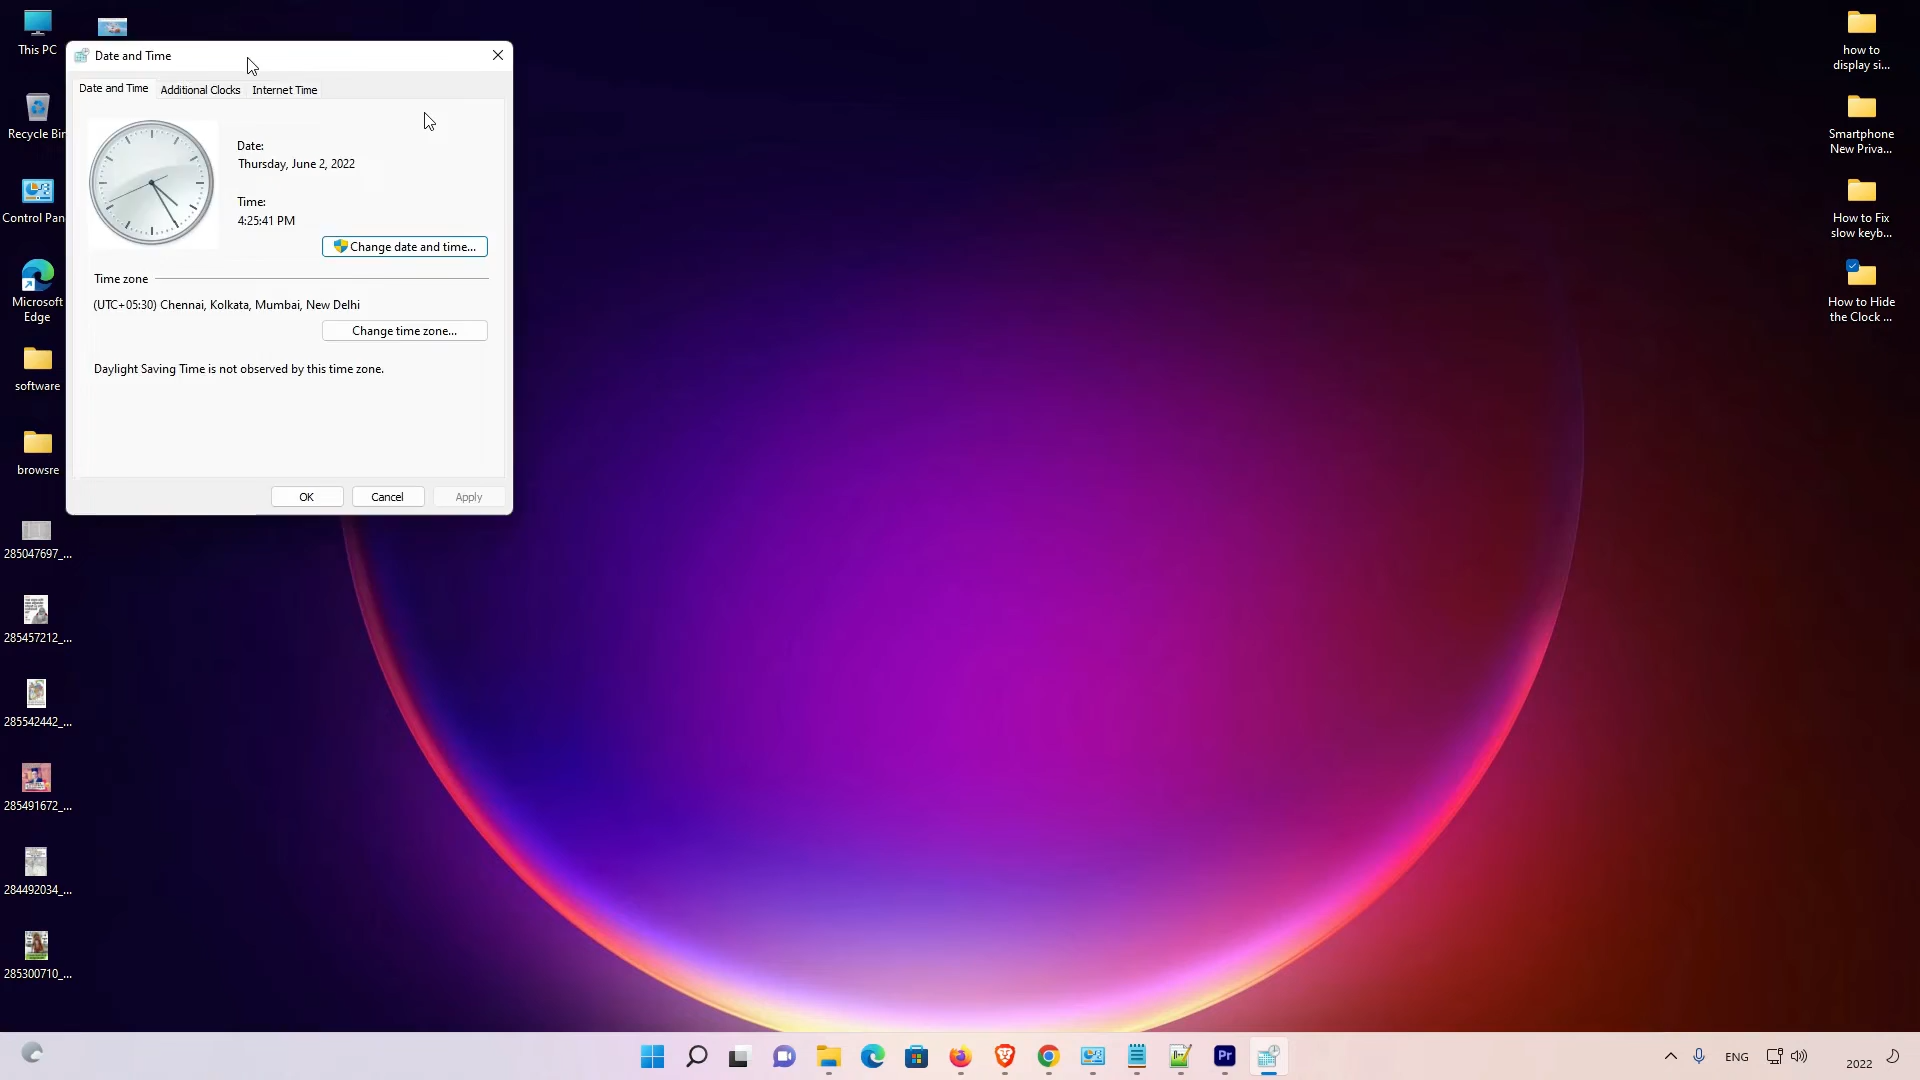 This PC
Recycle Bin
Control Pan
Microsoft
Edge
software
browsre
285047697_...
285457212_...
285542442_...
285491672_...
284492034_...
285300710_...
Date and Time
Date and Time
Additional Clocks
Internet Time
Date:
Thursday, June 2, 2022
Time:
4:25:41 PM
Change date and time...
Time zone
(UTC+05:30) Chennai, Kolkata, Mumbai, New Delhi
Change time zone...
Daylight Saving Time is not observed by this time zone.
OK
Cancel
Apply
how to
display si...
Smartphone
New Priva...
How to Fix
slow keyb...
How to Hide
the Clock ...
Pr
ENG
2022